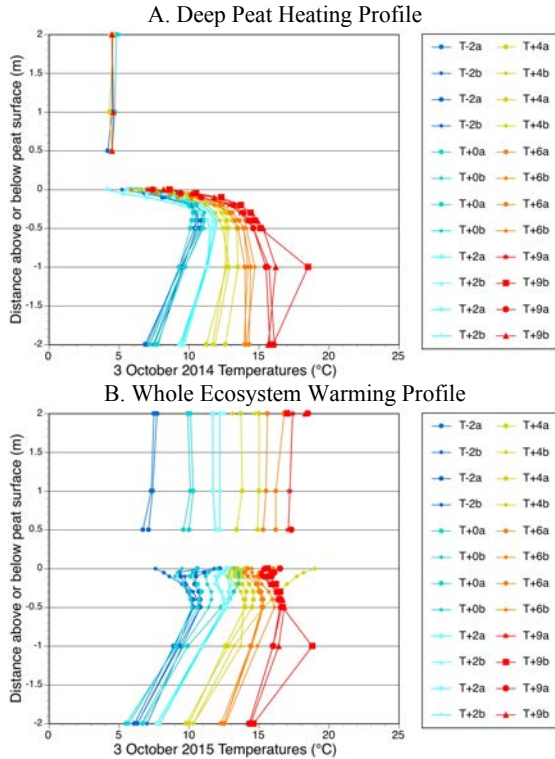 A. Deep Peat Heating Profile
Distance above or below peat surface (m)
2
1.5
1
0.5
0
-0.5
-1
-1.5
-2
0 5 10 15 20 25
3 October 2014 Temperatures (°C)
T-2a T+4a
T-2b T+4b
T-2a T+4a
T-2b T+4b
T+0a T+6a
T+0b T+6b
T+0a T+6a
T+0b T+6b
T+2a T+9a
T+2b T+9b
T+2a T+9a
T+2b T+9b
B. Whole Ecosystem Warming Profile
Distance above or below peat surface (m)
2
1.5
1
0.5
0
-0.5
-1
-1.5
-2
0 5 10 15 20 25
3 October 2015 Temperatures (°C)
T-2a T+4a
T-2b T+4b
T-2a T+4a
T-2b T+4b
T+0a T+6a
T+0b T+6b
T+0a T+6a
T+0b T+6b
T+2a T+9a
T+2b T+9b
T+2a T+9a
T+2b T+9b